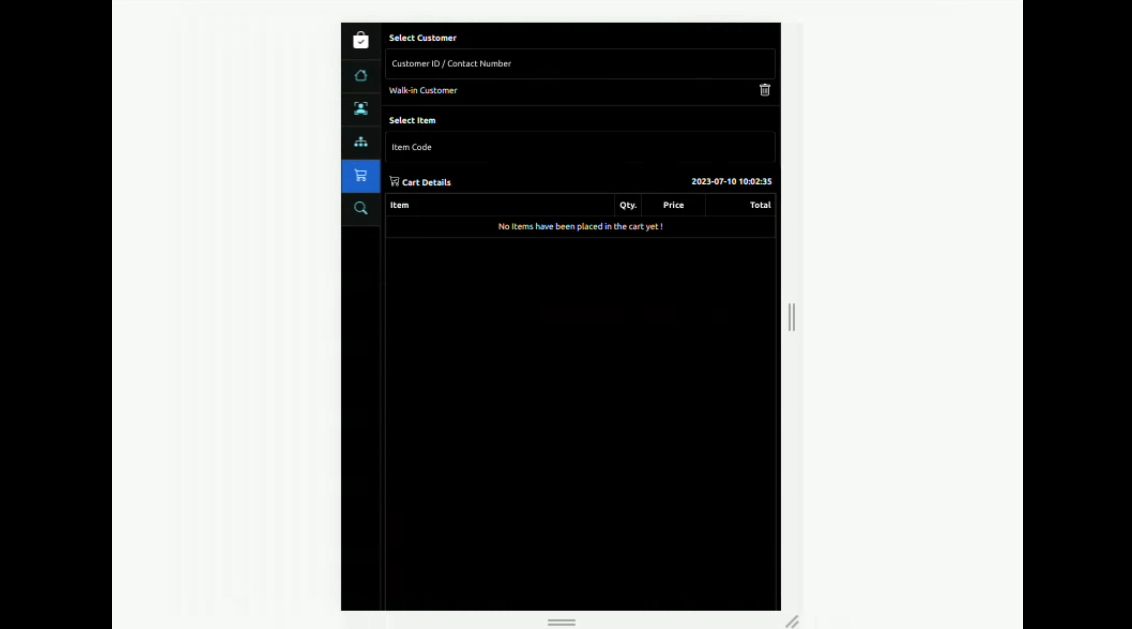 Select Customer
Customer ID / Contact Number
Walk-in Customer
Select Item
Item Code
Cart Details 2023-07-10 10:02:35
Item Qty. Price Total
No Items have been placed in the cart yet !